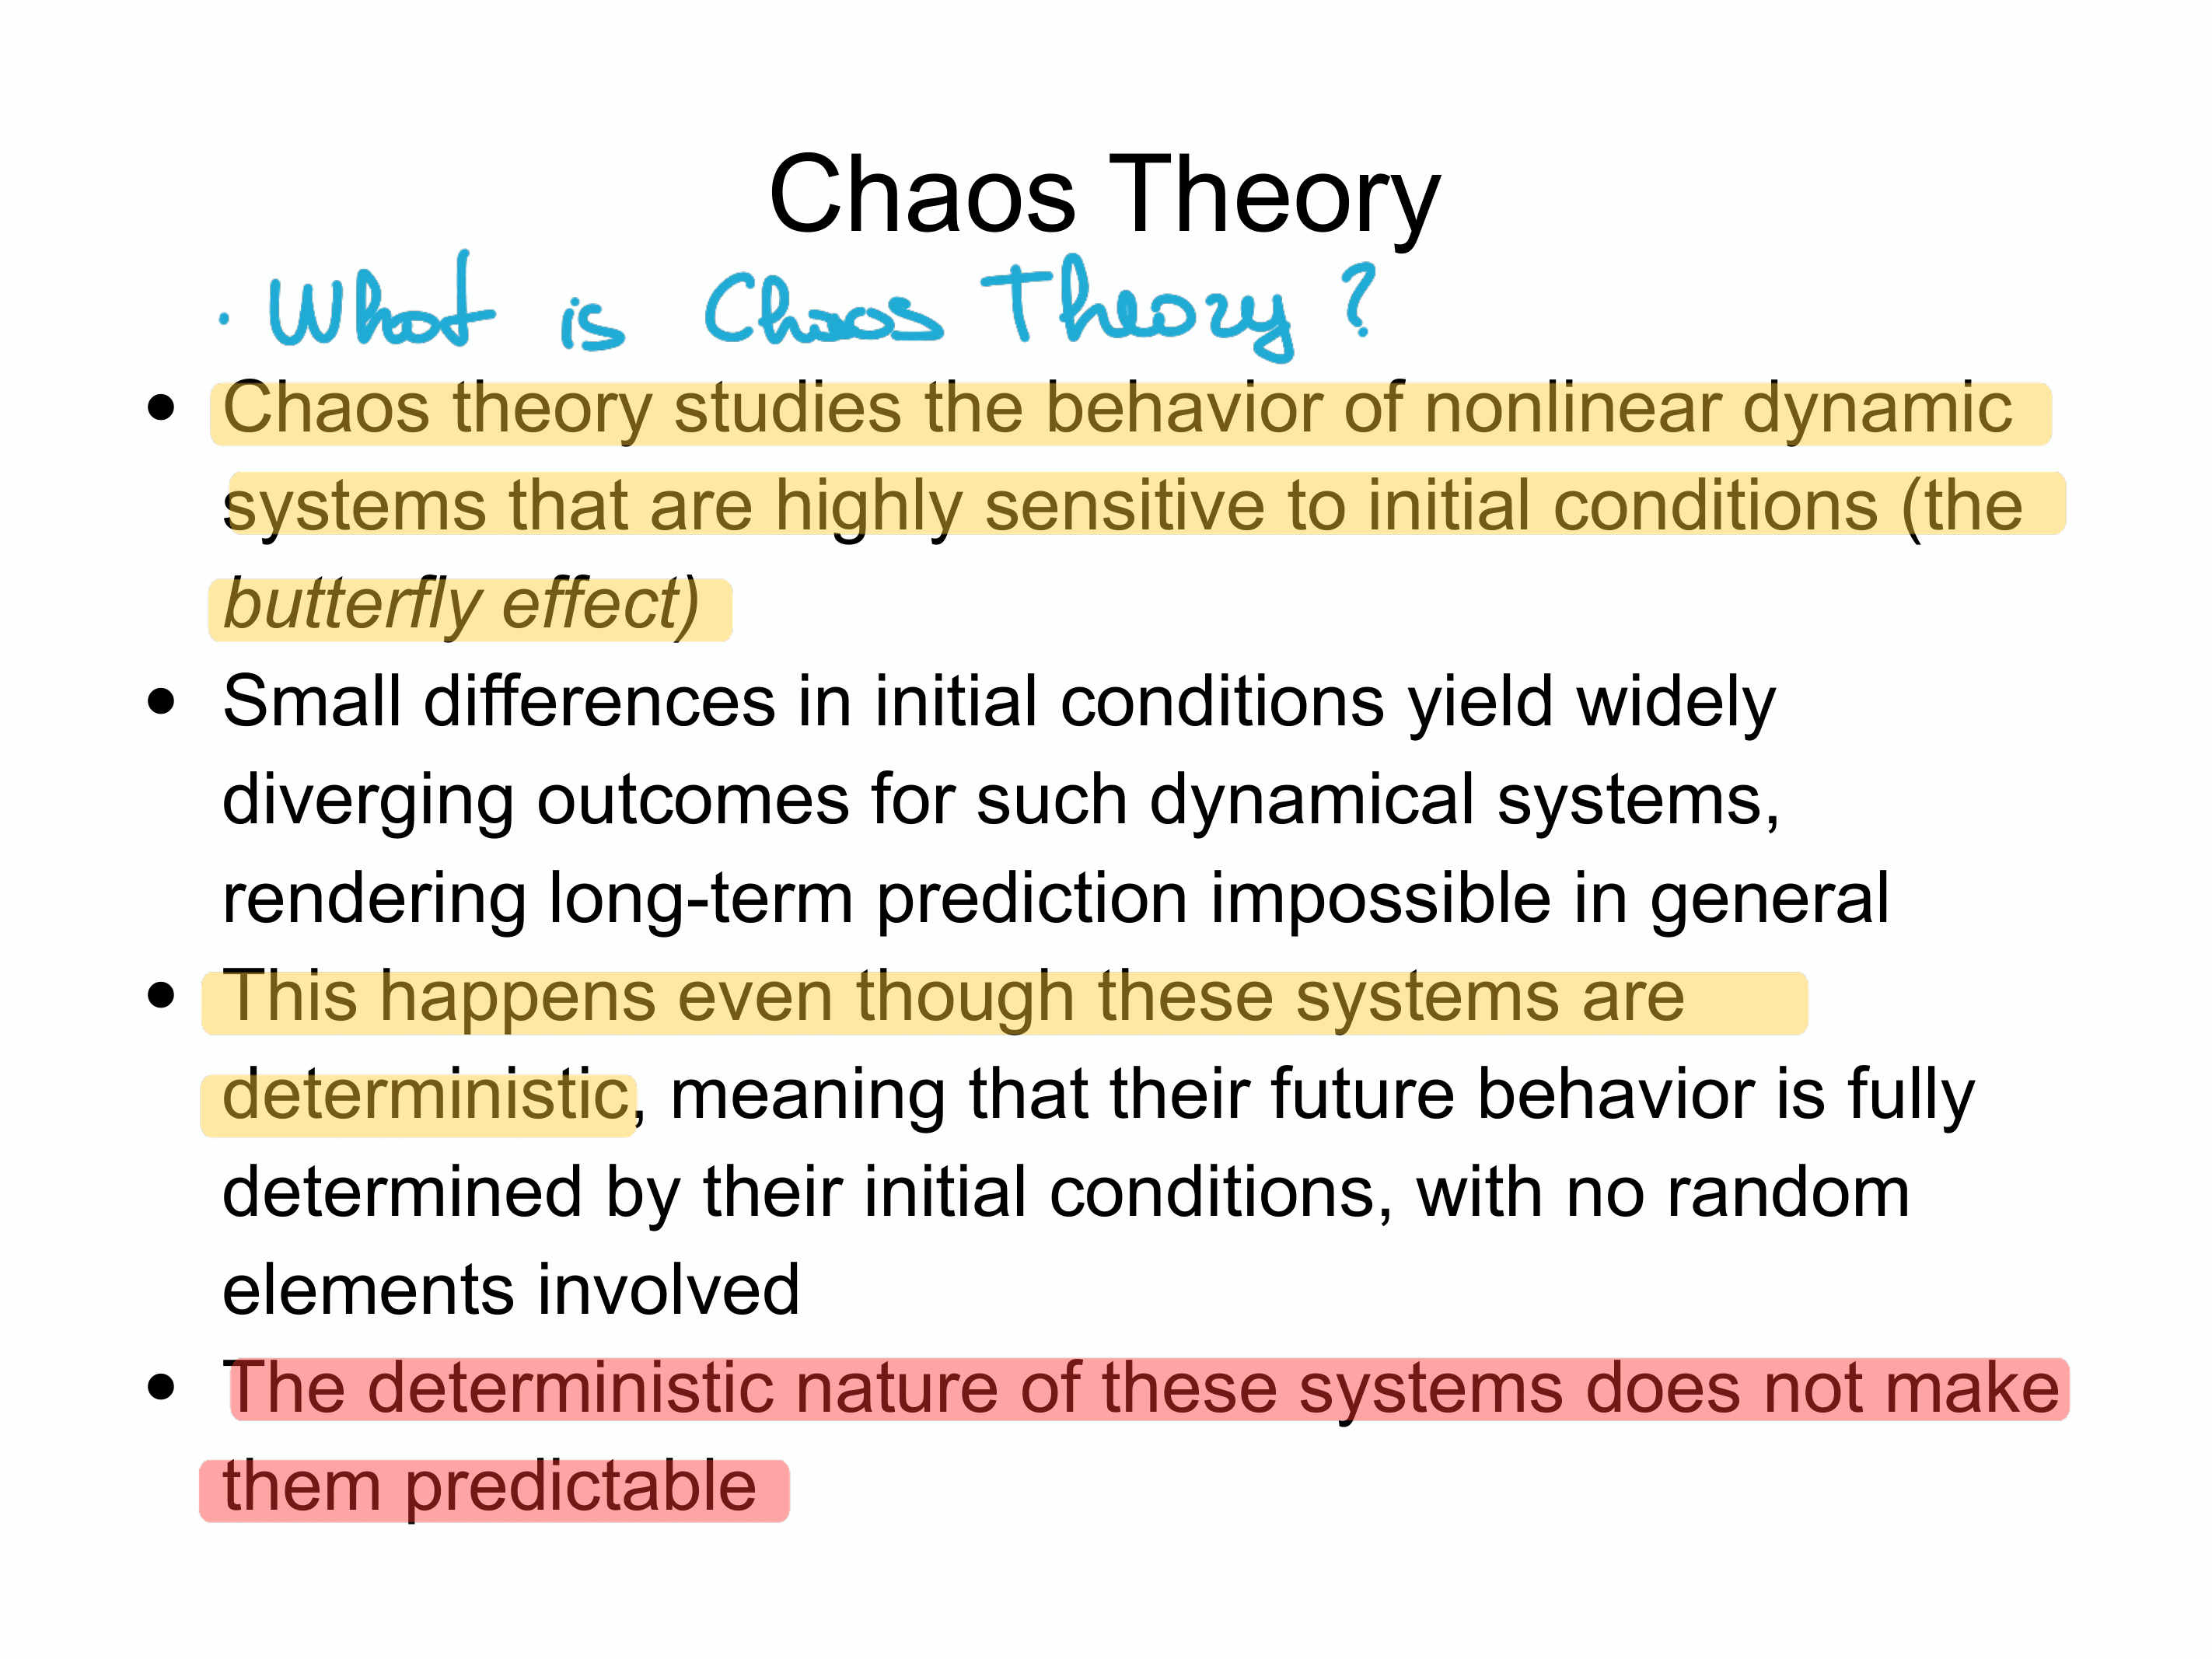 Chaos Theory
· What is Chaos Theory?
• Chaos theory studies the behavior of nonlinear dynamic
systems that are highly sensitive to initial conditions (the
butterfly effect)
• Small differences in initial conditions yield widely
diverging outcomes for such dynamical systems,
rendering long-term prediction impossible in general
• This happens even though these systems are
deterministic, meaning that their future behavior is fully
determined by their initial conditions, with no random
elements involved
• The deterministic nature of these systems does not make
them predictable